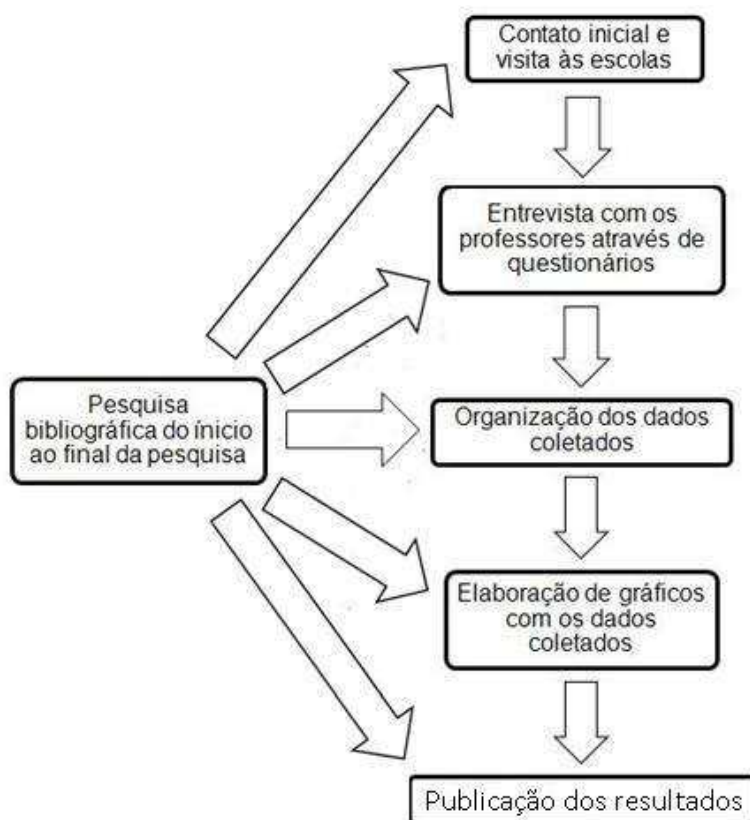 Contato inicial e
visita às escolas
Entrevista com os
professores através de
questionários
Pesquisa
bibliográfica do ínicio
ao final da pesquisa
Organização dos dados
coletados
Elaboração de gráficos
com os dados
coletados
Publicação dos resultados